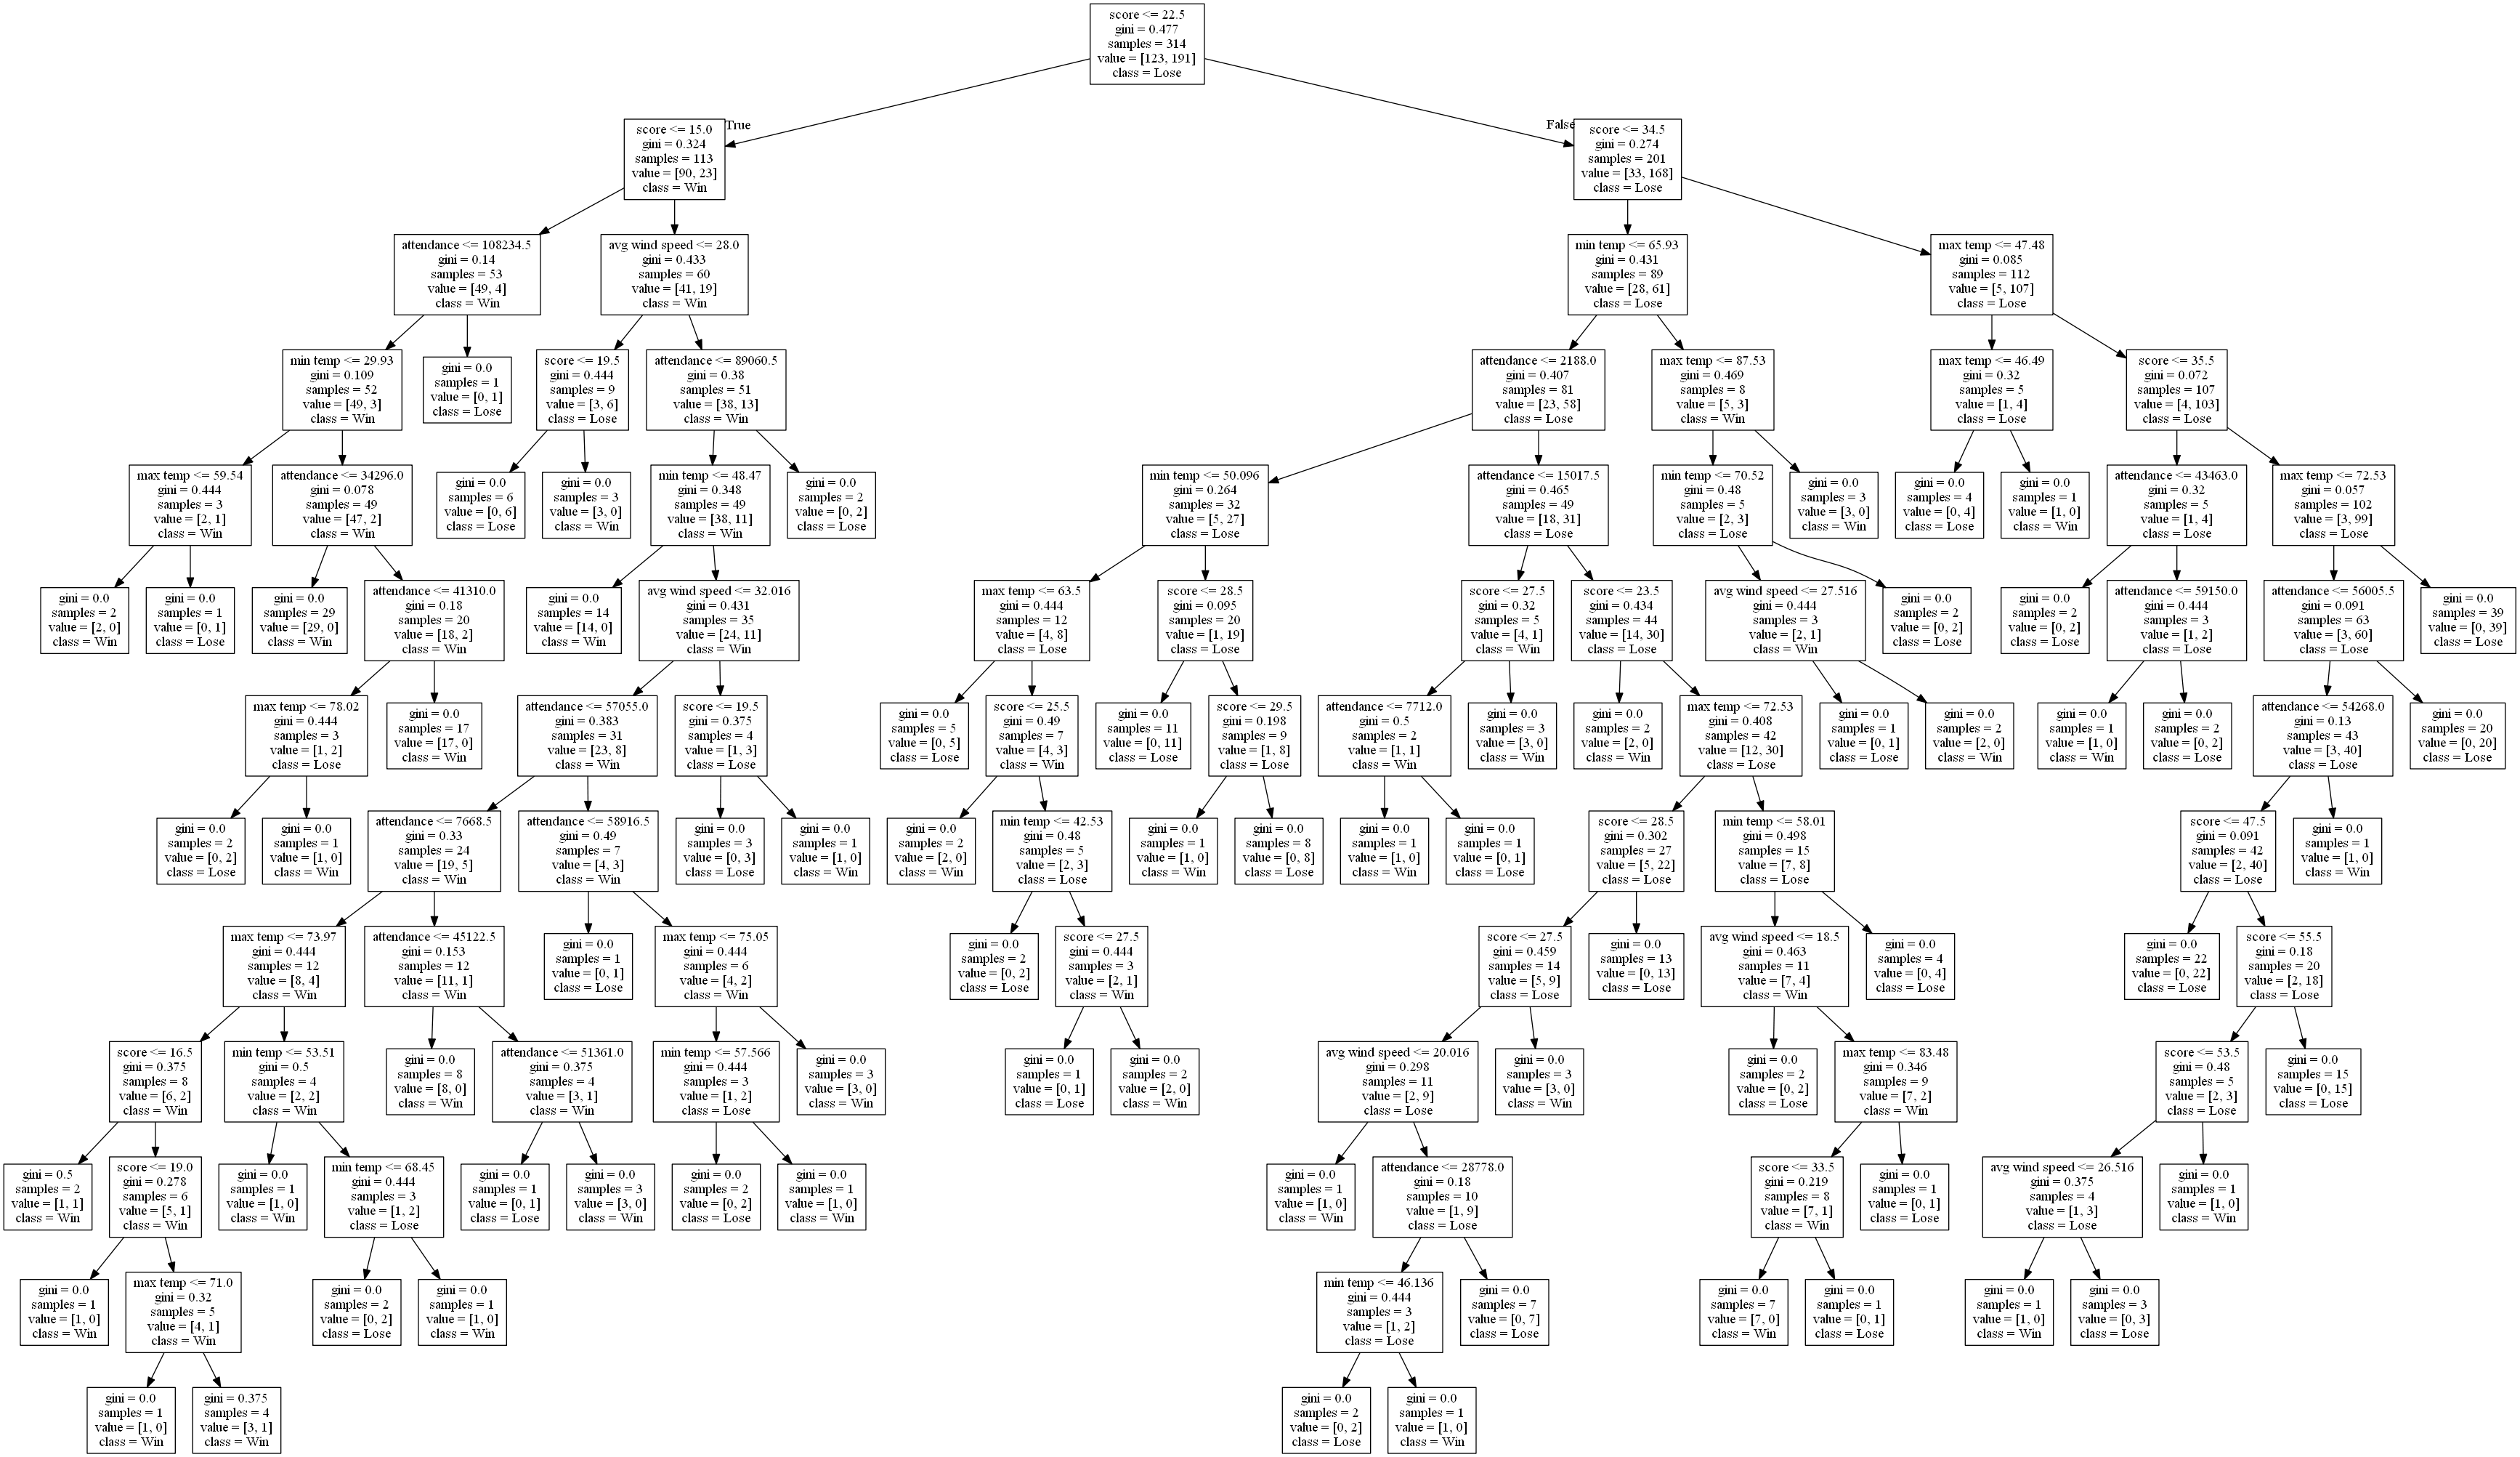 score <= 22.5
gini = 0.477
samples = 314
value = [123, 191]
class = Lose
True
False
score <= 15.0
gini = 0.324
samples = 113
value = [90, 23]
class = Win
score <= 34.5
gini = 0.274
samples = 201
value = [33, 168]
class = Lose
attendance <= 108234.5
gini = 0.14
samples = 53
value = [49, 4]
class = Win
avg wind speed <= 28.0
gini = 0.433
samples = 60
value = [41, 19]
class = Win
min temp <= 65.93
gini = 0.431
samples = 89
value = [28, 61]
class = Lose
max temp <= 47.48
gini = 0.085
samples = 112
value = [5, 107]
class = Lose
min temp <= 29.93
gini = 0.109
samples = 52
value = [49, 3]
class = Win
gini = 0.0
samples = 1
value = [0, 1]
class = Lose
score <= 19.5
gini = 0.444
samples = 9
value = [3, 6]
class = Lose
attendance <= 89060.5
gini = 0.38
samples = 51
value = [38, 13]
class = Win
attendance <= 2188.0
gini = 0.407
samples = 81
value = [23, 58]
class = Lose
max temp <= 87.53
gini = 0.469
samples = 8
value = [5, 3]
class = Win
max temp <= 46.49
gini = 0.32
samples = 5
value = [1, 4]
class = Lose
score <= 35.5
gini = 0.072
samples = 107
value = [4, 103]
class = Lose
max temp <= 59.54
gini = 0.444
samples = 3
value = [2, 1]
class = Win
attendance <= 34296.0
gini = 0.078
samples = 49
value = [47, 2]
class = Win
gini = 0.0
samples = 6
value = [0, 6]
class = Lose
gini = 0.0
samples = 3
value = [3, 0]
class = Win
min temp <= 48.47
gini = 0.348
samples = 49
value = [38, 11]
class = Win
gini = 0.0
samples = 2
value = [0, 2]
class = Lose
min temp <= 50.096
gini = 0.264
samples = 32
value = [5, 27]
class = Lose
attendance <= 15017.5
gini = 0.465
samples = 49
value = [18, 31]
class = Lose
min temp <= 70.52
gini = 0.48
samples = 5
value = [2, 3]
class = Lose
gini = 0.0
samples = 3
value = [3, 0]
class = Win
gini = 0.0
samples = 4
value = [0, 4]
class = Lose
gini = 0.0
samples = 1
value = [1, 0]
class = Win
attendance <= 43463.0
gini = 0.32
samples = 5
value = [1, 4]
class = Lose
max temp <= 72.53
gini = 0.057
samples = 102
value = [3, 99]
class = Lose
gini = 0.0
samples = 2
value = [2, 0]
class = Win
gini = 0.0
samples = 1
value = [0, 1]
class = Lose
gini = 0.0
samples = 29
value = [29, 0]
class = Win
attendance <= 41310.0
gini = 0.18
samples = 20
value = [18, 2]
class = Win
gini = 0.0
samples = 14
value = [14, 0]
class = Win
avg wind speed <= 32.016
gini = 0.431
samples = 35
value = [24, 11]
class = Win
max temp <= 63.5
gini = 0.444
samples = 12
value = [4, 8]
class = Lose
score <= 28.5
gini = 0.095
samples = 20
value = [1, 19]
class = Lose
score <= 27.5
gini = 0.32
samples = 5
value = [4, 1]
class = Win
score <= 23.5
gini = 0.434
samples = 44
value = [14, 30]
class = Lose
avg wind speed <= 27.516
gini = 0.444
samples = 3
value = [2, 1]
class = Win
gini = 0.0
samples = 2
value = [0, 2]
class = Lose
gini = 0.0
samples = 2
value = [0, 2]
class = Lose
attendance <= 59150.0
gini = 0.444
samples = 3
value = [1, 2]
class = Lose
attendance <= 56005.5
gini = 0.091
samples = 63
value = [3, 60]
class = Lose
gini = 0.0
samples = 39
value = [0, 39]
class = Lose
max temp <= 78.02
gini = 0.444
samples = 3
value = [1, 2]
class = Lose
gini = 0.0
samples = 17
value = [17, 0]
class = Win
attendance <= 57055.0
gini = 0.383
samples = 31
value = [23, 8]
class = Win
score <= 19.5
gini = 0.375
samples = 4
value = [1, 3]
class = Lose
gini = 0.0
samples = 5
value = [0, 5]
class = Lose
score <= 25.5
gini = 0.49
samples = 7
value = [4, 3]
class = Win
gini = 0.0
samples = 11
value = [0, 11]
class = Lose
score <= 29.5
gini = 0.198
samples = 9
value = [1, 8]
class = Lose
attendance <= 7712.0
gini = 0.5
samples = 2
value = [1, 1]
class = Win
gini = 0.0
samples = 3
value = [3, 0]
class = Win
gini = 0.0
samples = 2
value = [2, 0]
class = Win
max temp <= 72.53
gini = 0.408
samples = 42
value = [12, 30]
class = Lose
gini = 0.0
samples = 1
value = [0, 1]
class = Lose
gini = 0.0
samples = 2
value = [2, 0]
class = Win
gini = 0.0
samples = 1
value = [1, 0]
class = Win
gini = 0.0
samples = 2
value = [0, 2]
class = Lose
attendance <= 54268.0
gini = 0.13
samples = 43
value = [3, 40]
class = Lose
gini = 0.0
samples = 20
value = [0, 20]
class = Lose
gini = 0.0
samples = 2
value = [0, 2]
class = Lose
gini = 0.0
samples = 1
value = [1, 0]
class = Win
attendance <= 7668.5
gini = 0.33
samples = 24
value = [19, 5]
class = Win
attendance <= 58916.5
gini = 0.49
samples = 7
value = [4, 3]
class = Win
gini = 0.0
samples = 3
value = [0, 3]
class = Lose
gini = 0.0
samples = 1
value = [1, 0]
class = Win
gini = 0.0
samples = 2
value = [2, 0]
class = Win
min temp <= 42.53
gini = 0.48
samples = 5
value = [2, 3]
class = Lose
gini = 0.0
samples = 1
value = [1, 0]
class = Win
gini = 0.0
samples = 8
value = [0, 8]
class = Lose
gini = 0.0
samples = 1
value = [1, 0]
class = Win
gini = 0.0
samples = 1
value = [0, 1]
class = Lose
score <= 28.5
gini = 0.302
samples = 27
value = [5, 22]
class = Lose
min temp <= 58.01
gini = 0.498
samples = 15
value = [7, 8]
class = Lose
score <= 47.5
gini = 0.091
samples = 42
value = [2, 40]
class = Lose
gini = 0.0
samples = 1
value = [1, 0]
class = Win
max temp <= 73.97
gini = 0.444
samples = 12
value = [8, 4]
class = Win
attendance <= 45122.5
gini = 0.153
samples = 12
value = [11, 1]
class = Win
gini = 0.0
samples = 1
value = [0, 1]
class = Lose
max temp <= 75.05
gini = 0.444
samples = 6
value = [4, 2]
class = Win
gini = 0.0
samples = 2
value = [0, 2]
class = Lose
score <= 27.5
gini = 0.444
samples = 3
value = [2, 1]
class = Win
score <= 27.5
gini = 0.459
samples = 14
value = [5, 9]
class = Lose
gini = 0.0
samples = 13
value = [0, 13]
class = Lose
avg wind speed <= 18.5
gini = 0.463
samples = 11
value = [7, 4]
class = Win
gini = 0.0
samples = 4
value = [0, 4]
class = Lose
gini = 0.0
samples = 22
value = [0, 22]
class = Lose
score <= 55.5
gini = 0.18
samples = 20
value = [2, 18]
class = Lose
score <= 16.5
gini = 0.375
samples = 8
value = [6, 2]
class = Win
min temp <= 53.51
gini = 0.5
samples = 4
value = [2, 2]
class = Win
gini = 0.0
samples = 8
value = [8, 0]
class = Win
attendance <= 51361.0
gini = 0.375
samples = 4
value = [3, 1]
class = Win
min temp <= 57.566
gini = 0.444
samples = 3
value = [1, 2]
class = Lose
gini = 0.0
samples = 3
value = [3, 0]
class = Win
gini = 0.0
samples = 1
value = [0, 1]
class = Lose
gini = 0.0
samples = 2
value = [2, 0]
class = Win
avg wind speed <= 20.016
gini = 0.298
samples = 11
value = [2, 9]
class = Lose
gini = 0.0
samples = 3
value = [3, 0]
class = Win
gini = 0.0
samples = 2
value = [0, 2]
class = Lose
max temp <= 83.48
gini = 0.346
samples = 9
value = [7, 2]
class = Win
score <= 53.5
gini = 0.48
samples = 5
value = [2, 3]
class = Lose
gini = 0.0
samples = 15
value = [0, 15]
class = Lose
gini = 0.5
samples = 2
value = [1, 1]
class = Win
score <= 19.0
gini = 0.278
samples = 6
value = [5, 1]
class = Win
gini = 0.0
samples = 1
value = [1, 0]
class = Win
min temp <= 68.45
gini = 0.444
samples = 3
value = [1, 2]
class = Lose
gini = 0.0
samples = 1
value = [0, 1]
class = Lose
gini = 0.0
samples = 3
value = [3, 0]
class = Win
gini = 0.0
samples = 2
value = [0, 2]
class = Lose
gini = 0.0
samples = 1
value = [1, 0]
class = Win
gini = 0.0
samples = 1
value = [1, 0]
class = Win
attendance <= 28778.0
gini = 0.18
samples = 10
value = [1, 9]
class = Lose
score <= 33.5
gini = 0.219
samples = 8
value = [7, 1]
class = Win
gini = 0.0
samples = 1
value = [0, 1]
class = Lose
avg wind speed <= 26.516
gini = 0.375
samples = 4
value = [1, 3]
class = Lose
gini = 0.0
samples = 1
value = [1, 0]
class = Win
gini = 0.0
samples = 1
value = [1, 0]
class = Win
max temp <= 71.0
gini = 0.32
samples = 5
value = [4, 1]
class = Win
gini = 0.0
samples = 2
value = [0, 2]
class = Lose
gini = 0.0
samples = 1
value = [1, 0]
class = Win
min temp <= 46.136
gini = 0.444
samples = 3
value = [1, 2]
class = Lose
gini = 0.0
samples = 7
value = [0, 7]
class = Lose
gini = 0.0
samples = 7
value = [7, 0]
class = Win
gini = 0.0
samples = 1
value = [0, 1]
class = Lose
gini = 0.0
samples = 1
value = [1, 0]
class = Win
gini = 0.0
samples = 3
value = [0, 3]
class = Lose
gini = 0.0
samples = 1
value = [1, 0]
class = Win
gini = 0.375
samples = 4
value = [3, 1]
class = Win
gini = 0.0
samples = 2
value = [0, 2]
class = Lose
gini = 0.0
samples = 1
value = [1, 0]
class = Win